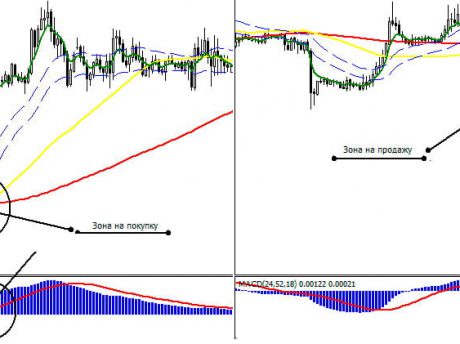 Зона на продажу
Зона на покупку
MACD(24,52,18) 0.00122 0.00021